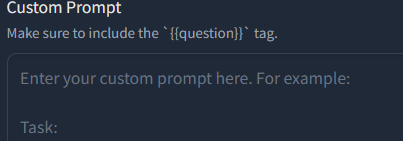 Custom Prompt
Make sure to include the `{{question}}` tag.
Enter your custom prompt here. For example:
Task: